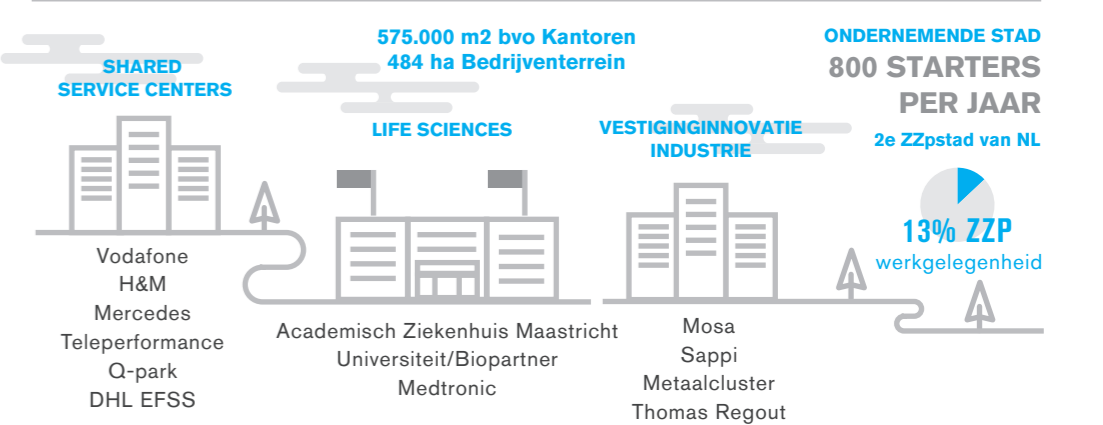 SHARED
SERVICE CENTERS
Vodafone
H&M
Mercedes
Teleperformance
Q-park
DHL EFSS
575.000 m2 bvo Kantoren
484 ha Bedrijventerrein
LIFE SCIENCES
Academisch Ziekenhuis Maastricht
Universiteit/Biopartner
Medtronic
VESTIGINGINNOVATIE
INDUSTRIE
Mosa
Sappi
Metaalcluster
Thomas Regout
ONDERNEMENDE STAD
800 STARTERS
PER JAAR
2e ZZpstad van NL
13% ZZP
werkgelegenheid